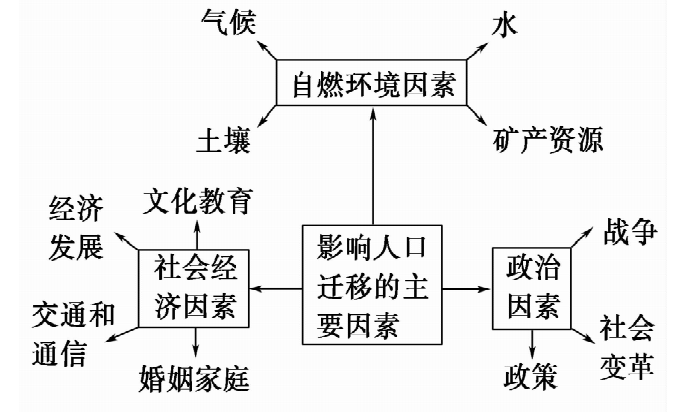 气候
水
自燃环境因素
土壤
矿产资源
文化教育
经济
发展
社会经
济因素
交通和
通信
婚姻家庭
影响人口
迁移的主
要因素
政治
因素
战争
社会
变革
政策